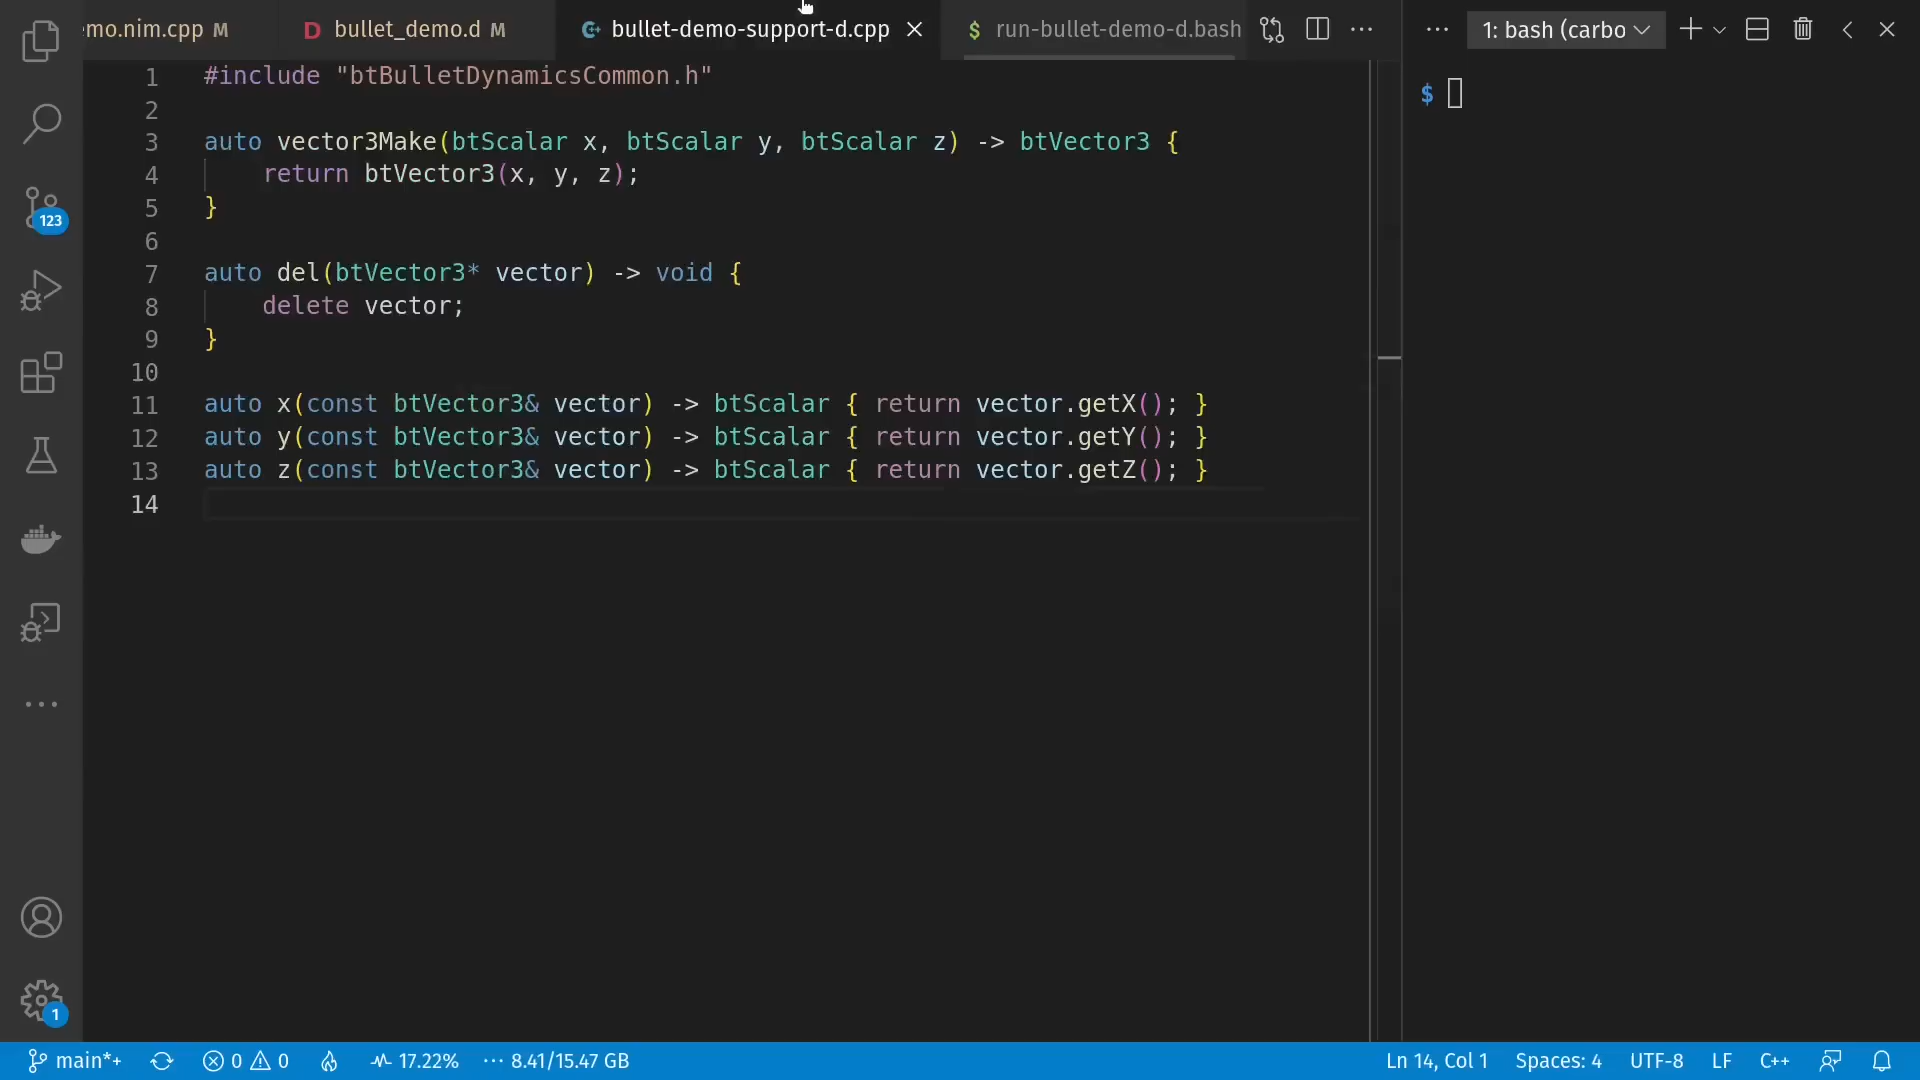 emo.nim.cpp M bullet_demo.d M bullet-demo-support-d.cpp run-bullet-demo-d.bash 1: bash (carbo
1 #include "btBulletDynamicsCommon.h"
2
3 auto vector3Make(btScalar x, btScalar y, btScalar z) -> btVector3 {
4 return btVector3(x, y, z);
5 }
6
7 auto del(btVector3* vector) -> void {
8 delete vector;
9 }
10
11 auto x(const btVector3& vector) -> btScalar { return vector.getX(); }
12 auto y(const btVector3& vector) -> btScalar { return vector.getY(); }
13 auto z(const btVector3& vector) -> btScalar { return vector.getZ(); }
14
$
123
1
main*+ 0 0 17.22% 8.41/15.47 GB Ln 14, Col 1 Spaces: 4 UTF-8 LF C++